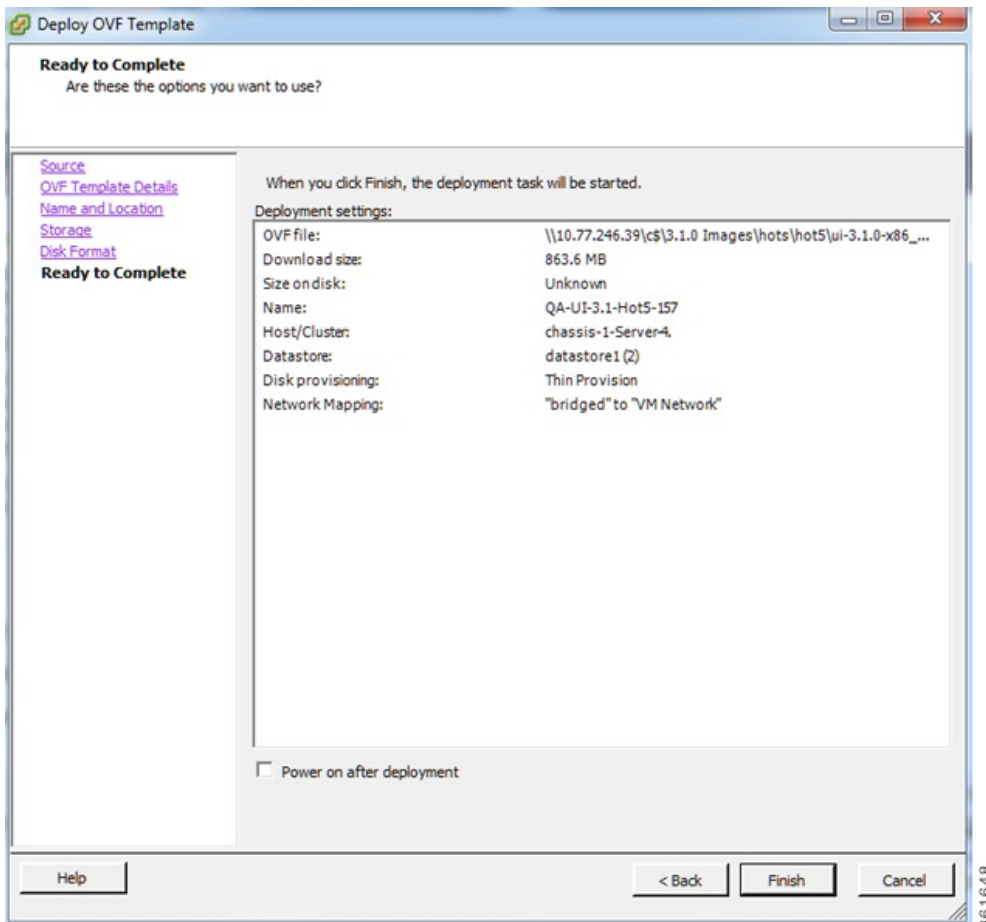 Deploy OVF Template
Ready to Complete
Are these the options you want to use?
Source
OVF Template Details
Name and Location
Storage
Disk Format
Ready to Complete
When you click Finish, the deployment task will be started.
Deployment settings:
OVF file: \\10.77.246.39\c$\3.1.0 Images\hots\hot5\ui-3.1.0-x86_...
Download size: 863.6 MB
Size on disk: Unknown
Name: QA-UI-3.1-Hot5-157
Host/Cluster: chassis-1-Server-4.
Datastore: datastore1 (2)
Disk provisioning: Thin Provision
Network Mapping: "bridged" to "VM Network"
Power on after deployment
Help
< Back
Finish
Cancel